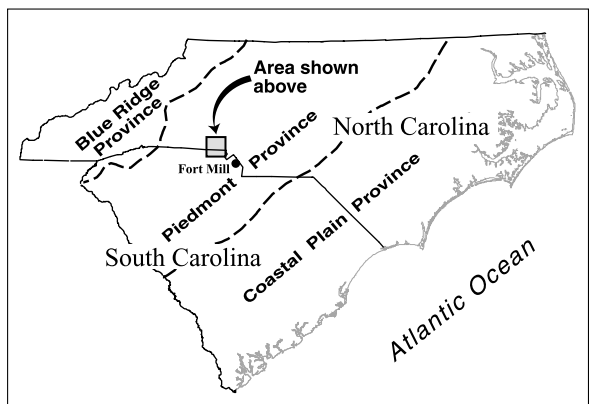 Area shown
above
Blue Ridge
Province
North Carolina
Fort Mill
Piedmont Province
South Carolina
Coastal Plain Province
Atlantic Ocean